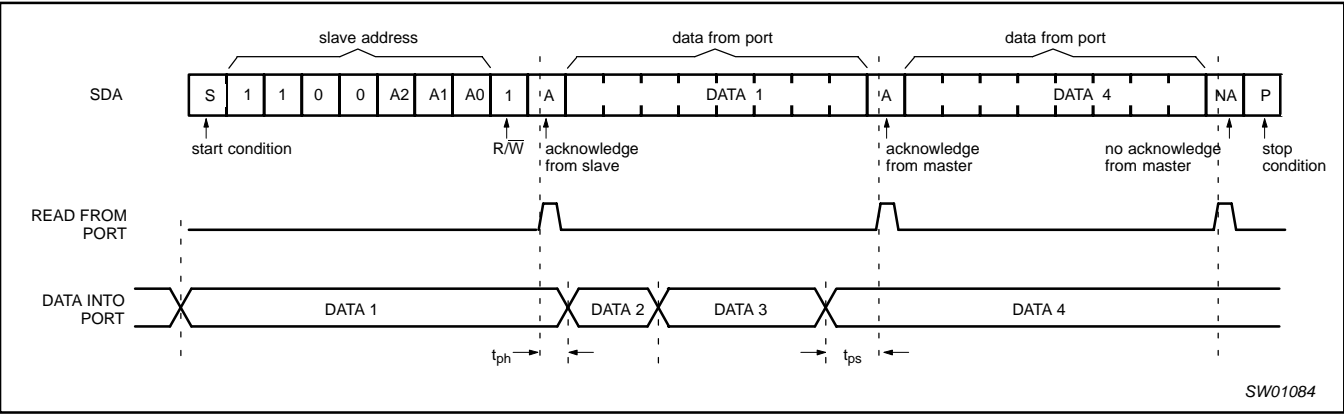 slave address
data from port
data from port
SDA
S 1 1 0 0 A2 A1 A0 1 A DATA 1 A DATA 4 NA P
start condition
R/W̅
acknowledge
from slave
acknowledge
from master
no acknowledge
from master
stop
condition
READ FROM
PORT
DATA INTO
PORT
DATA 1 DATA 2 DATA 3 DATA 4
tph
tps
SW01084